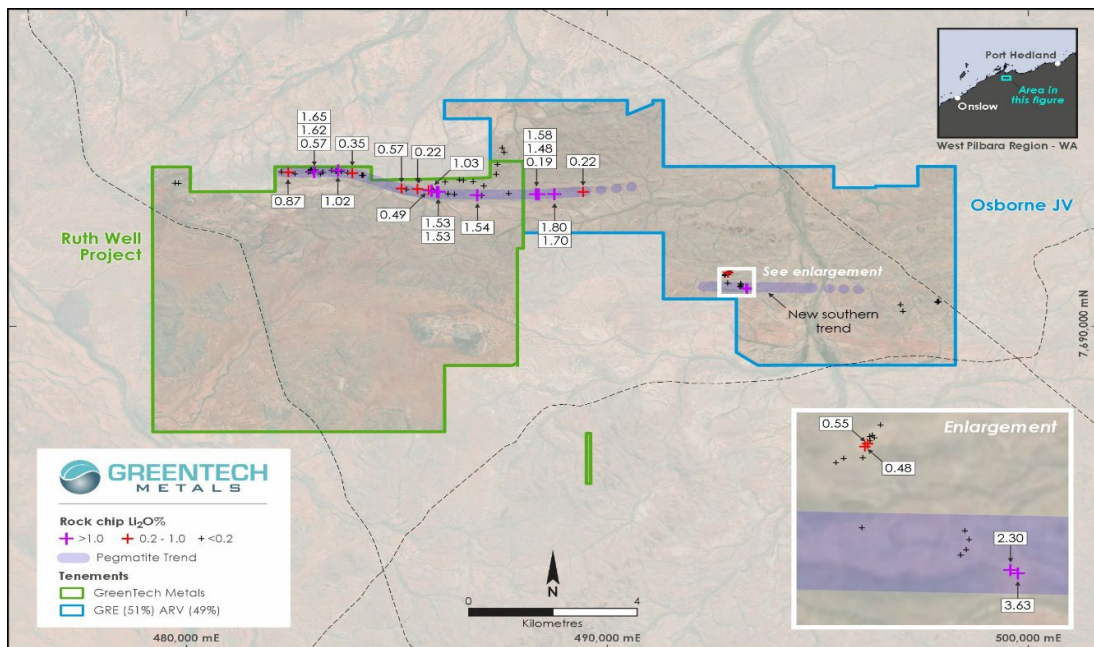 Port Hedland
Area in
this figure
Onslow
West Pilbara Region - WA
1.65
1.62
0.57
0.35
0.57
0.22
1.03
1.58
1.48
0.19
0.22
0.87
1.02
0.49
1.53
1.53
1.54
1.80
1.70
Ruth Well
Project
Osborne JV
See enlargement
New southern
trend
7,690,000 mN
Enlargement
0.55
0.48
2.30
3.63
GREENTECH
METALS
Rock chip Li₂O%
>1.0
0.2 - 1.0
<0.2
Pegmatite Trend
Tenements
GreenTech Metals
GRE (51%) ARV (49%)
N
0
2
4
Kilometres
480,000 mE
490,000 mE
500,000 mE